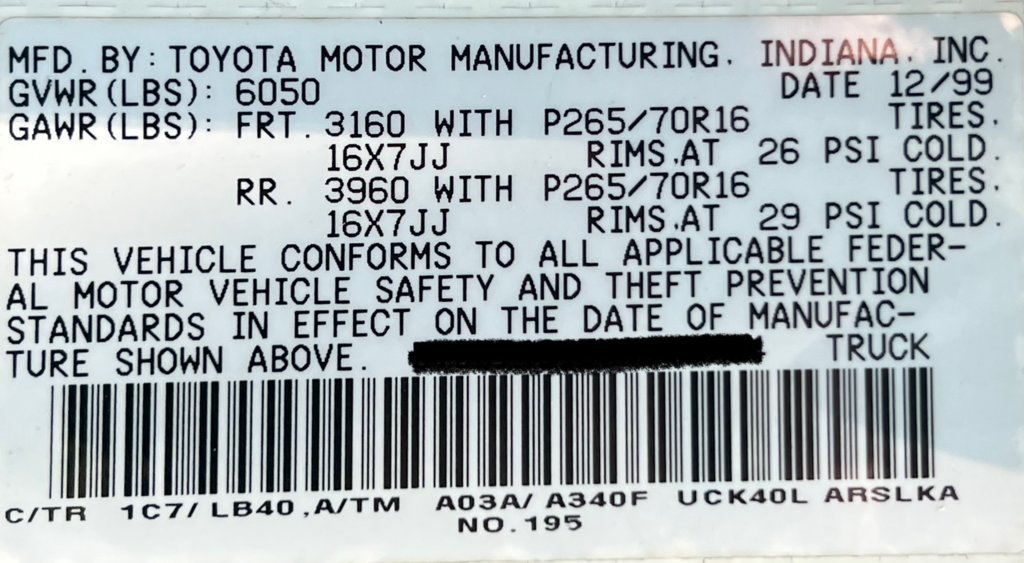 MFD. BY: TOYOTA MOTOR MANUFACTURING, INDIANA, INC.
GVWR(LBS): 6050 DATE 12/99
GAWR(LBS): FRT. 3160 WITH P265/70R16 TIRES.
16X7JJ RIMS.AT 26 PSI COLD.
RR. 3960 WITH P265/70R16 TIRES.
16X7JJ RIMS.AT 29 PSI COLD.
THIS VEHICLE CONFORMS TO ALL APPLICABLE FEDER-
AL MOTOR VEHICLE SAFETY AND THEFT PREVENTION
STANDARDS IN EFFECT ON THE DATE OF MANUFAC-
TURE SHOWN ABOVE. TRUCK
C/TR 1C7/ LB40 ,A/TM A03A/ A340F UCK40L ARSLKA
NO.195